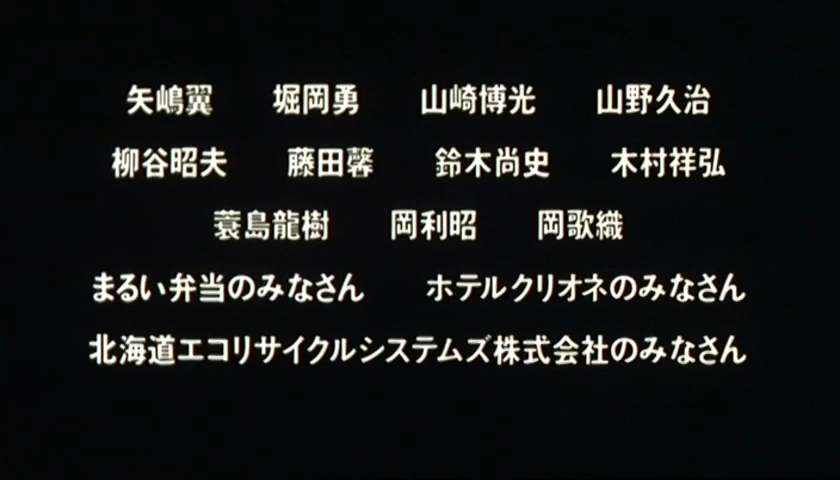 矢嶋翼 堀岡勇 山崎博光 山野久治
柳谷昭夫 藤田馨 鈴木尚史 木村祥弘
蓑島龍樹 岡利昭 岡歌織
まるい弁当のみなさん ホテルクリオネのみなさん
北海道エコリサイクルシステムズ株式会社のみなさん